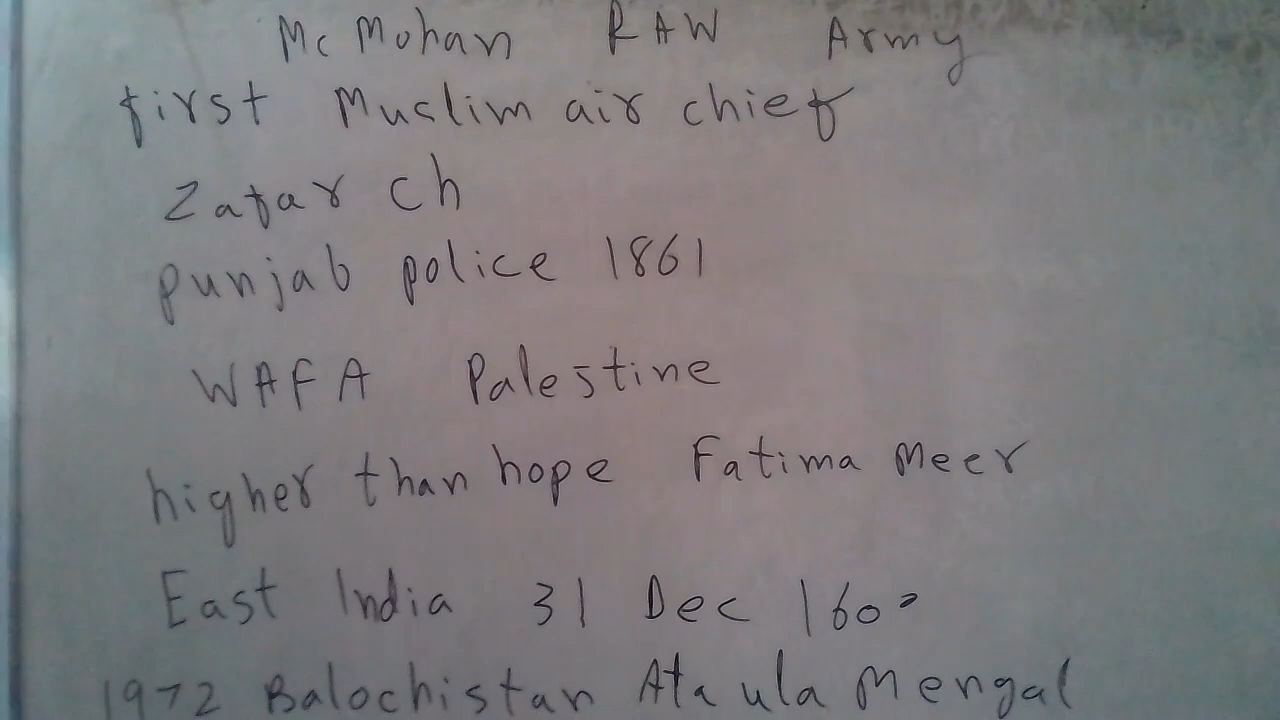 Mc Mohan RAW Army
first Muslim air chief
Zafar ch
punjab police 1861
WAFA Palestine
higher than hope Fatima Meer
East India 31 Dec 1600
1972 Balochistan Ata ula Mengal